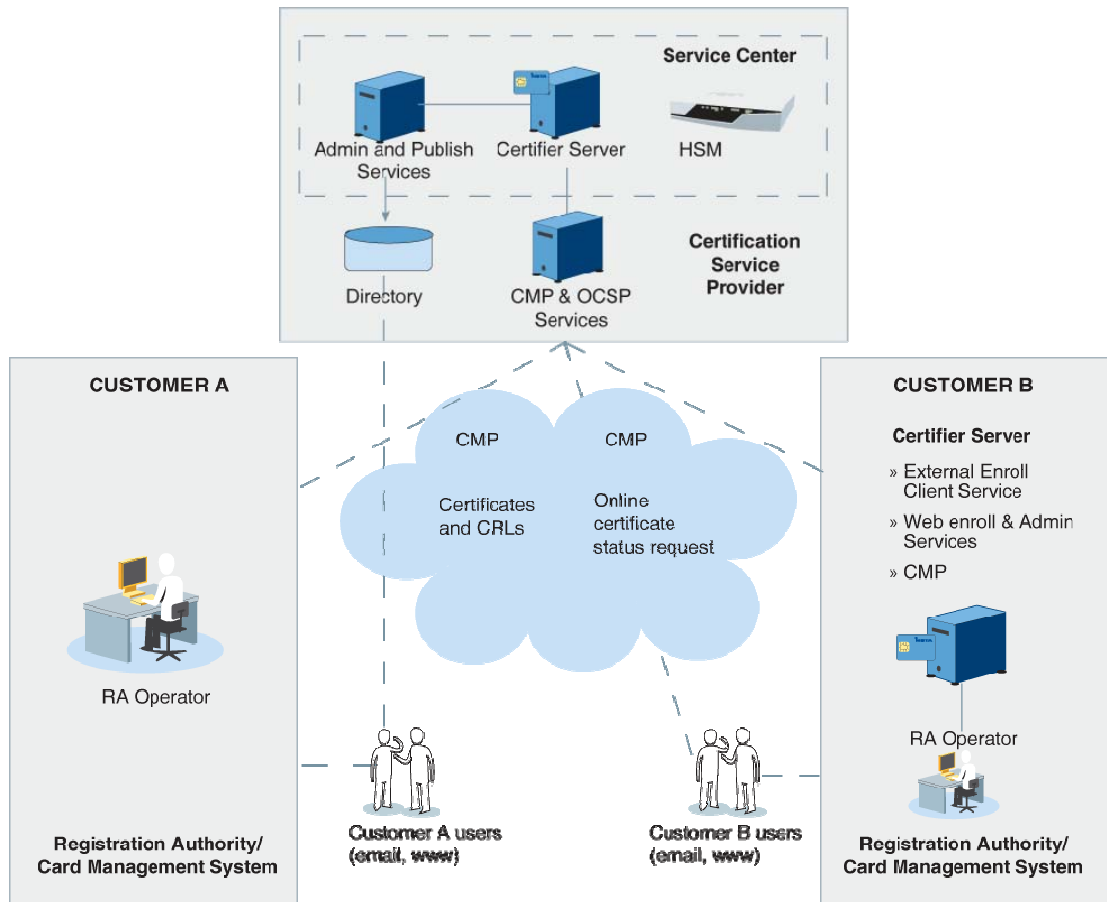 Service Center
Admin and Publish
Services
Certifier Server
HSM
Certification
Service
Provider
Directory
CMP & OCSP
Services
CUSTOMER A
RA Operator
Registration Authority/
Card Management System
CMP
CMP
Certificates
and CRLs
Online
certificate
status request
Customer A users
(email, www)
Customer B users
(email, www)
CUSTOMER B
Certifier Server
» External Enroll
Client Service
» Web enroll & Admin
Services
» CMP
RA Operator
Registration Authority/
Card Management System